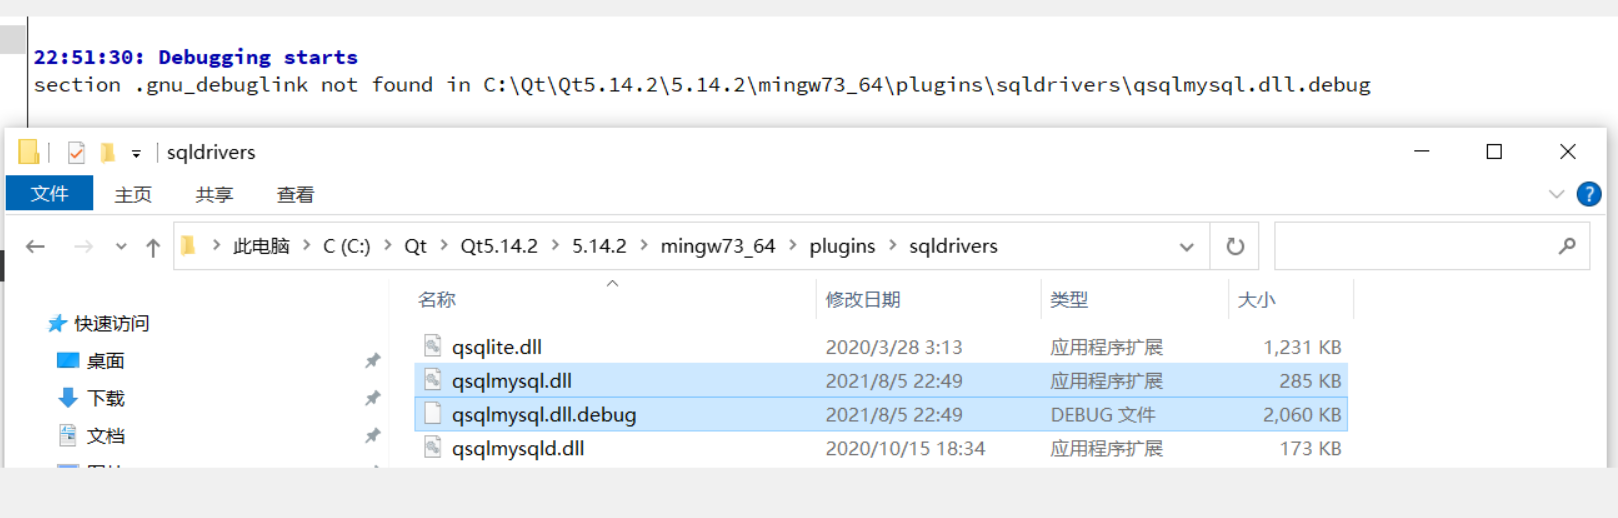 22:51:30: Debugging starts
section .gnu_debuglink not found in C:\Qt\Qt5.14.2\5.14.2\mingw73_64\plugins\sqldrivers\qsqlmysql.dll.debug
sqldrivers
文件 主页 共享 查看
此电脑 C (C:) Qt Qt5.14.2 5.14.2 mingw73_64 plugins sqldrivers
名称 修改日期 类型 大小
快速访问
桌面
下载
文档
qsqlite.dll 2020/3/28 3:13 应用程序扩展 1,231 KB
qsqlmysql.dll 2021/8/5 22:49 应用程序扩展 285 KB
qsqlmysql.dll.debug 2021/8/5 22:49 DEBUG 文件 2,060 KB
qsqlmysqld.dll 2020/10/15 18:34 应用程序扩展 173 KB